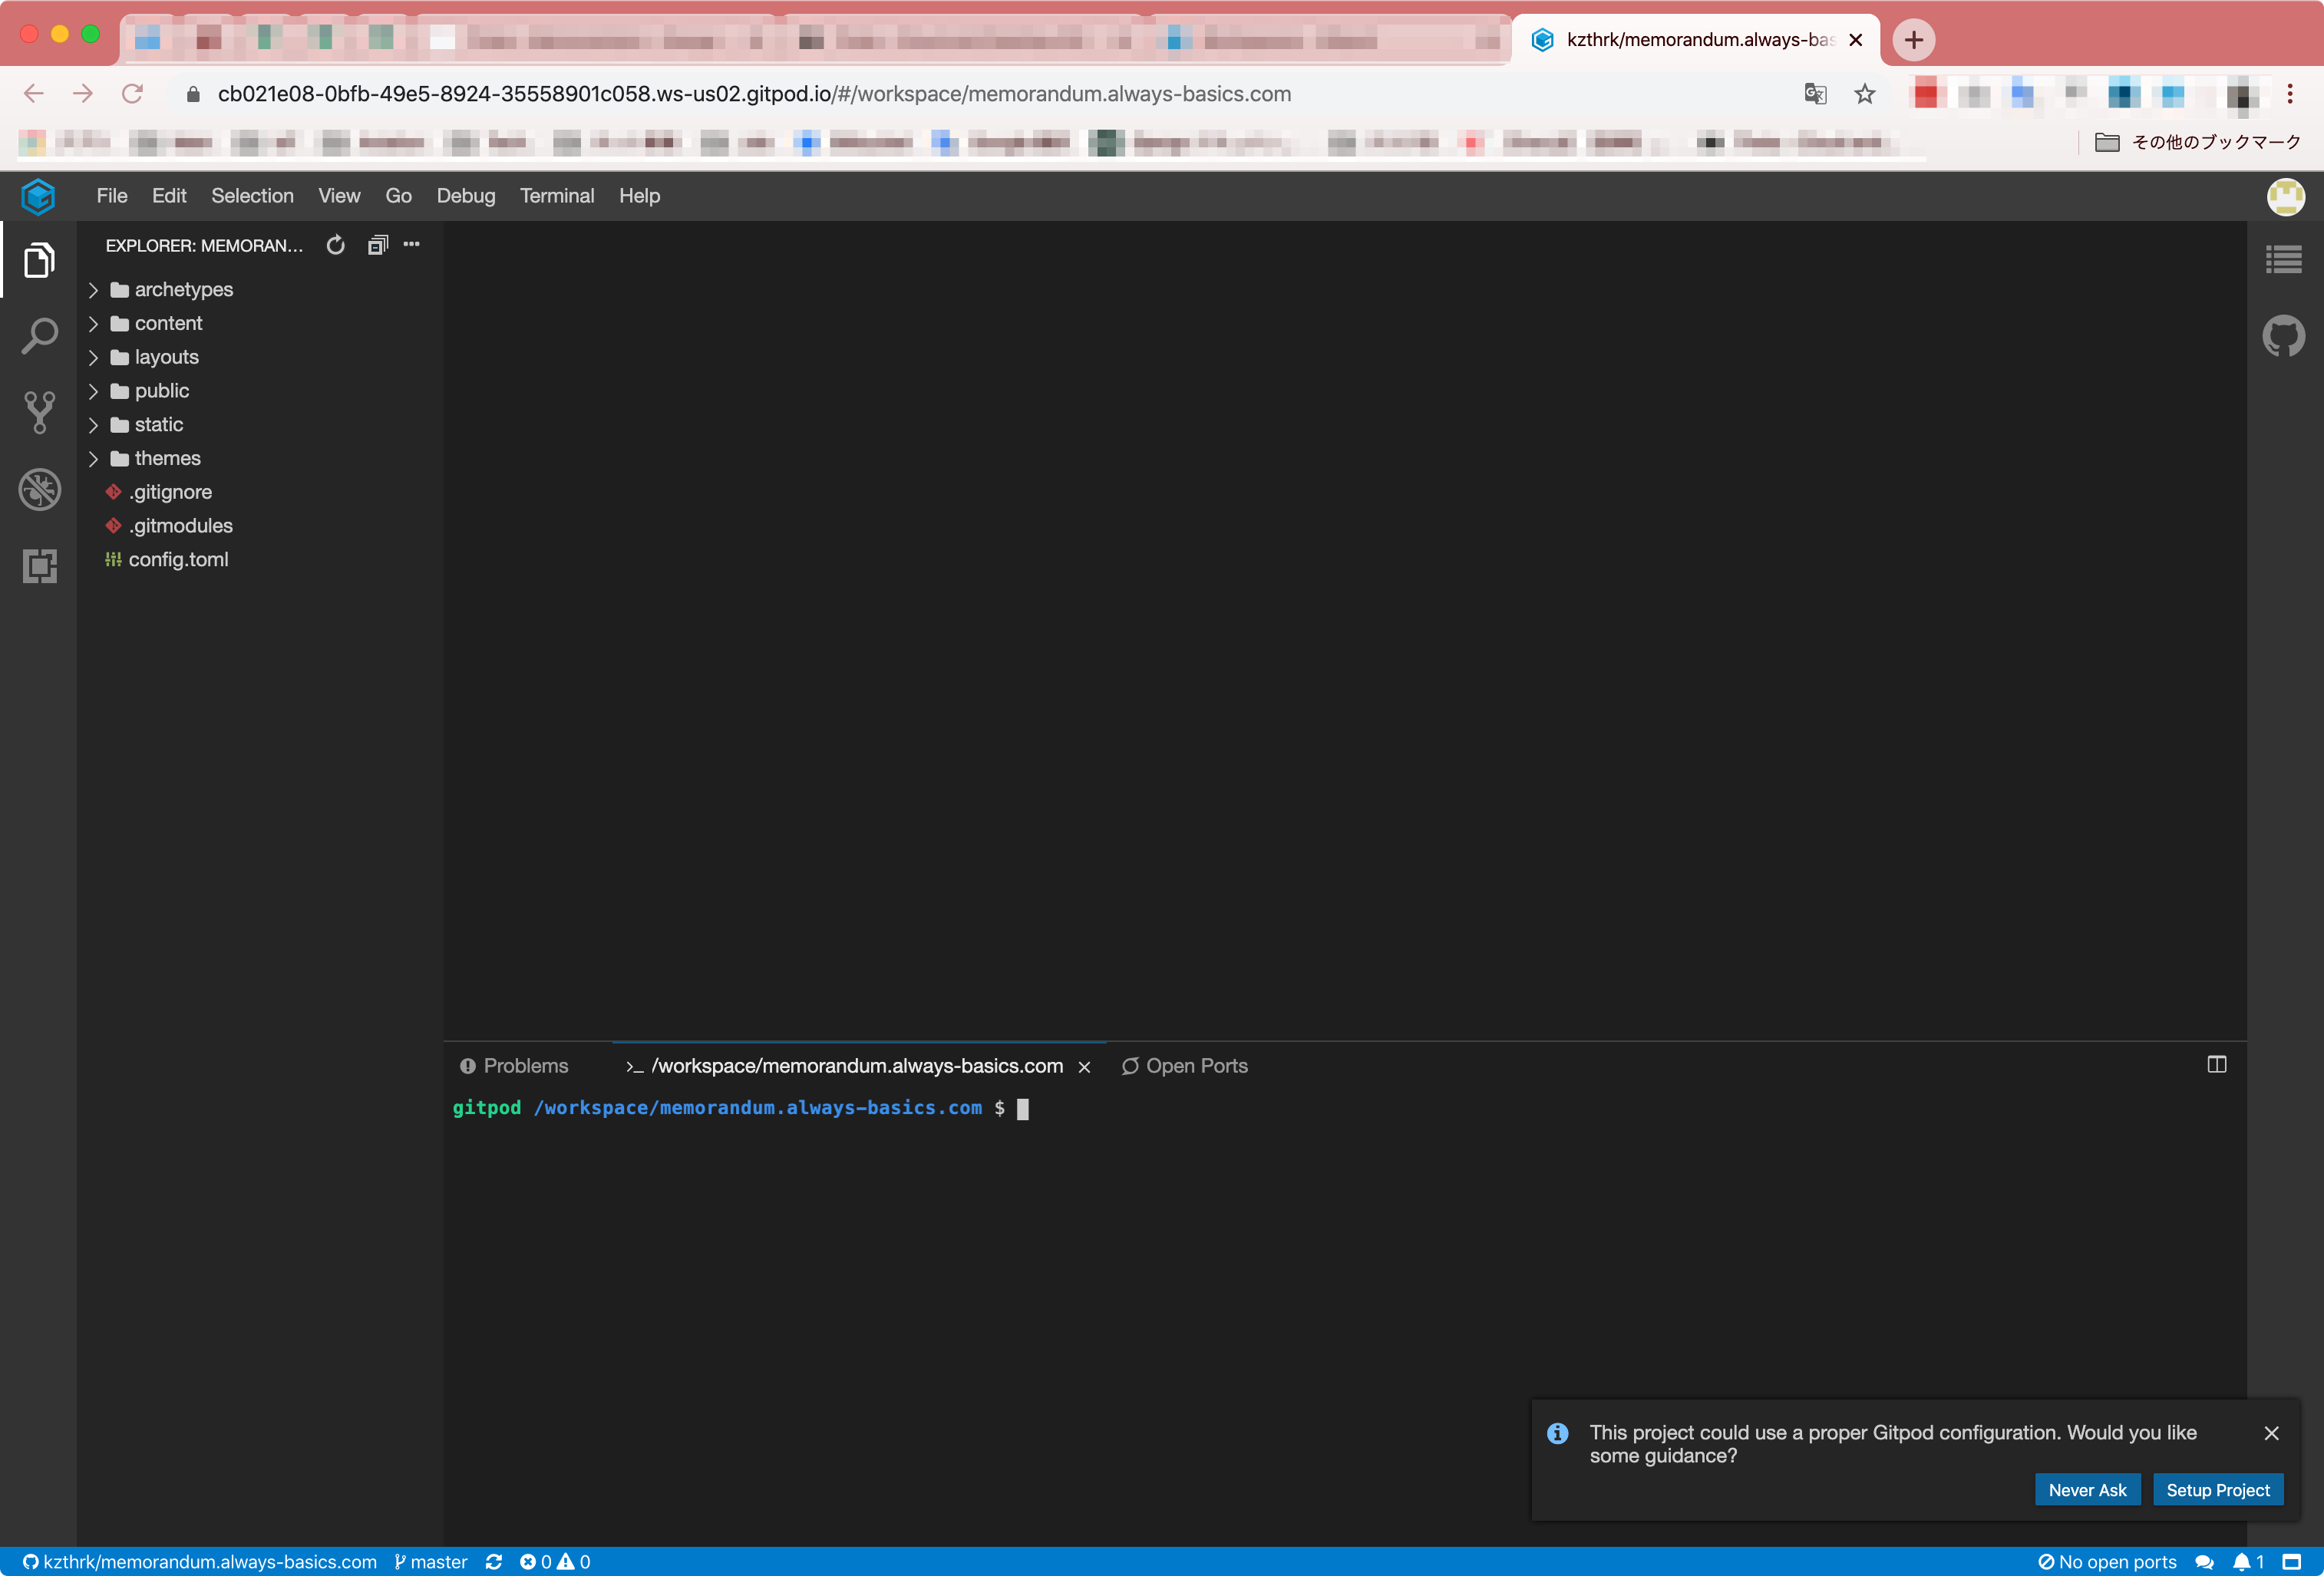 kzthrk/memorandum.always-bas
cb021e08-0bfb-49e5-8924-35558901c058.ws-us02.gitpod.io/#/workspace/memorandum.always-basics.com
その他のブックマーク
File Edit Selection View Go Debug Terminal Help
EXPLORER: MEMORAN...
archetypes
content
layouts
public
static
themes
.gitignore
.gitmodules
config.toml
Problems >_ /workspace/memorandum.always-basics.com Open Ports
gitpod /workspace/memorandum.always-basics.com $
This project could use a proper Gitpod configuration. Would you like
some guidance?
Never Ask Setup Project
kzthrk/memorandum.always-basics.com master 0 0 No open ports 1